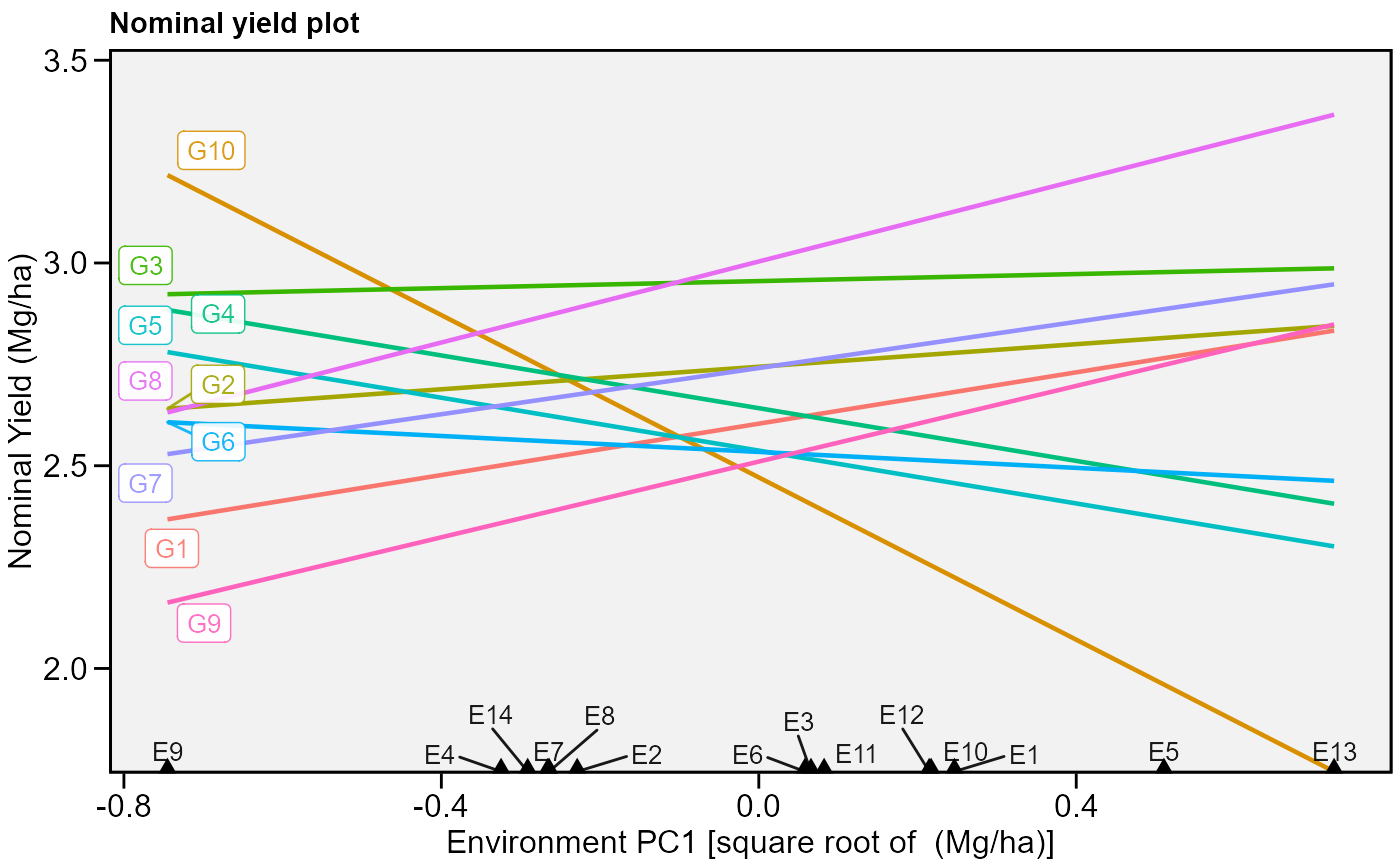 Nominal yield plot
3.5
3.0
2.5
2.0
Nominal Yield (Mg/ha)
G10
G3
G4
G5
G8
G2
G6
G7
G1
G9
E14
E8
E3
E12
E9
E4
E7
E2
E6
E11
E10
E1
E5
E13
-0.8
-0.4
0.0
0.4
Environment PC1 [square root of  (Mg/ha)]